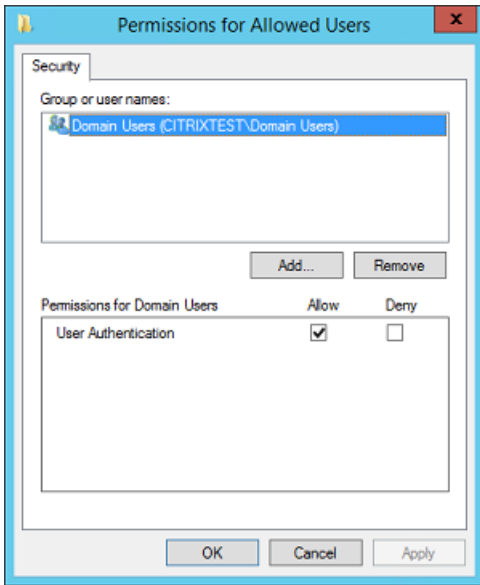 Permissions for Allowed Users
x
Security
Group or user names:
Domain Users (CITRIXTEST\Domain Users)
Add...
Remove
Permissions for Domain Users Allow Deny
User Authentication
OK Cancel Apply